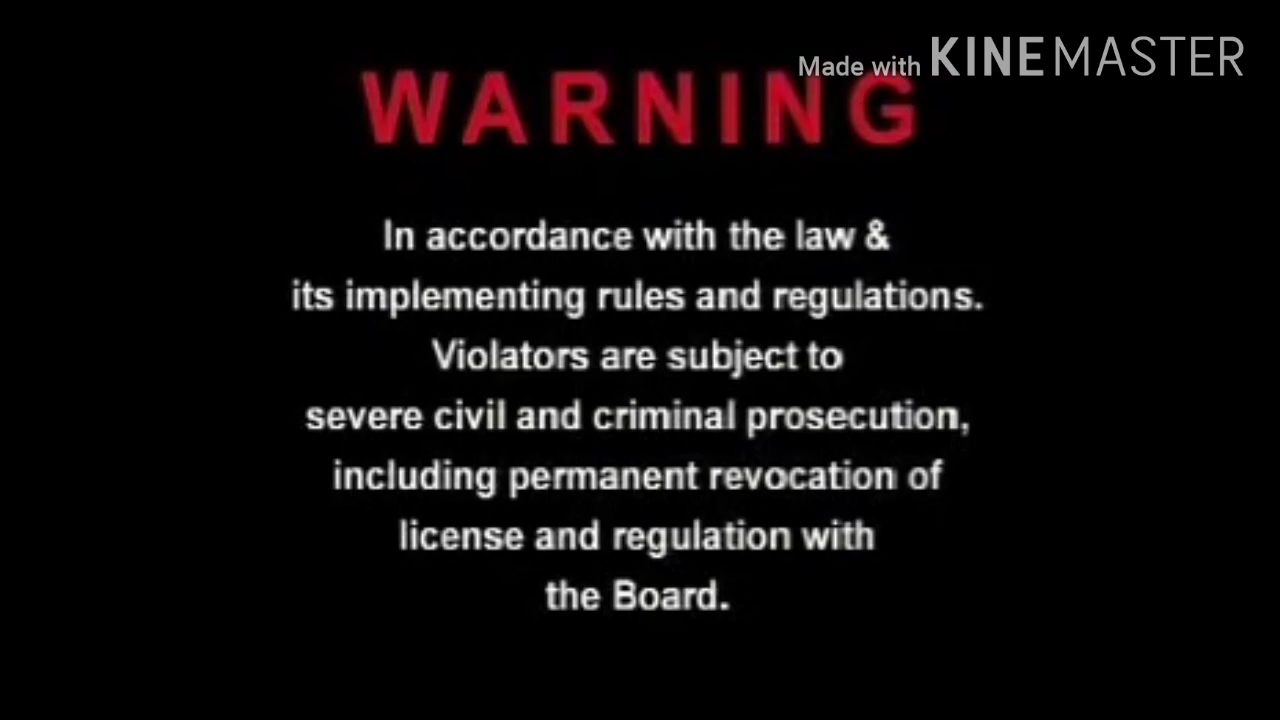 Made with KINEMASTER
WARNING
In accordance with the law &
its implementing rules and regulations.
Violators are subject to
severe civil and criminal prosecution,
including permanent revocation of
license and regulation with
the Board.